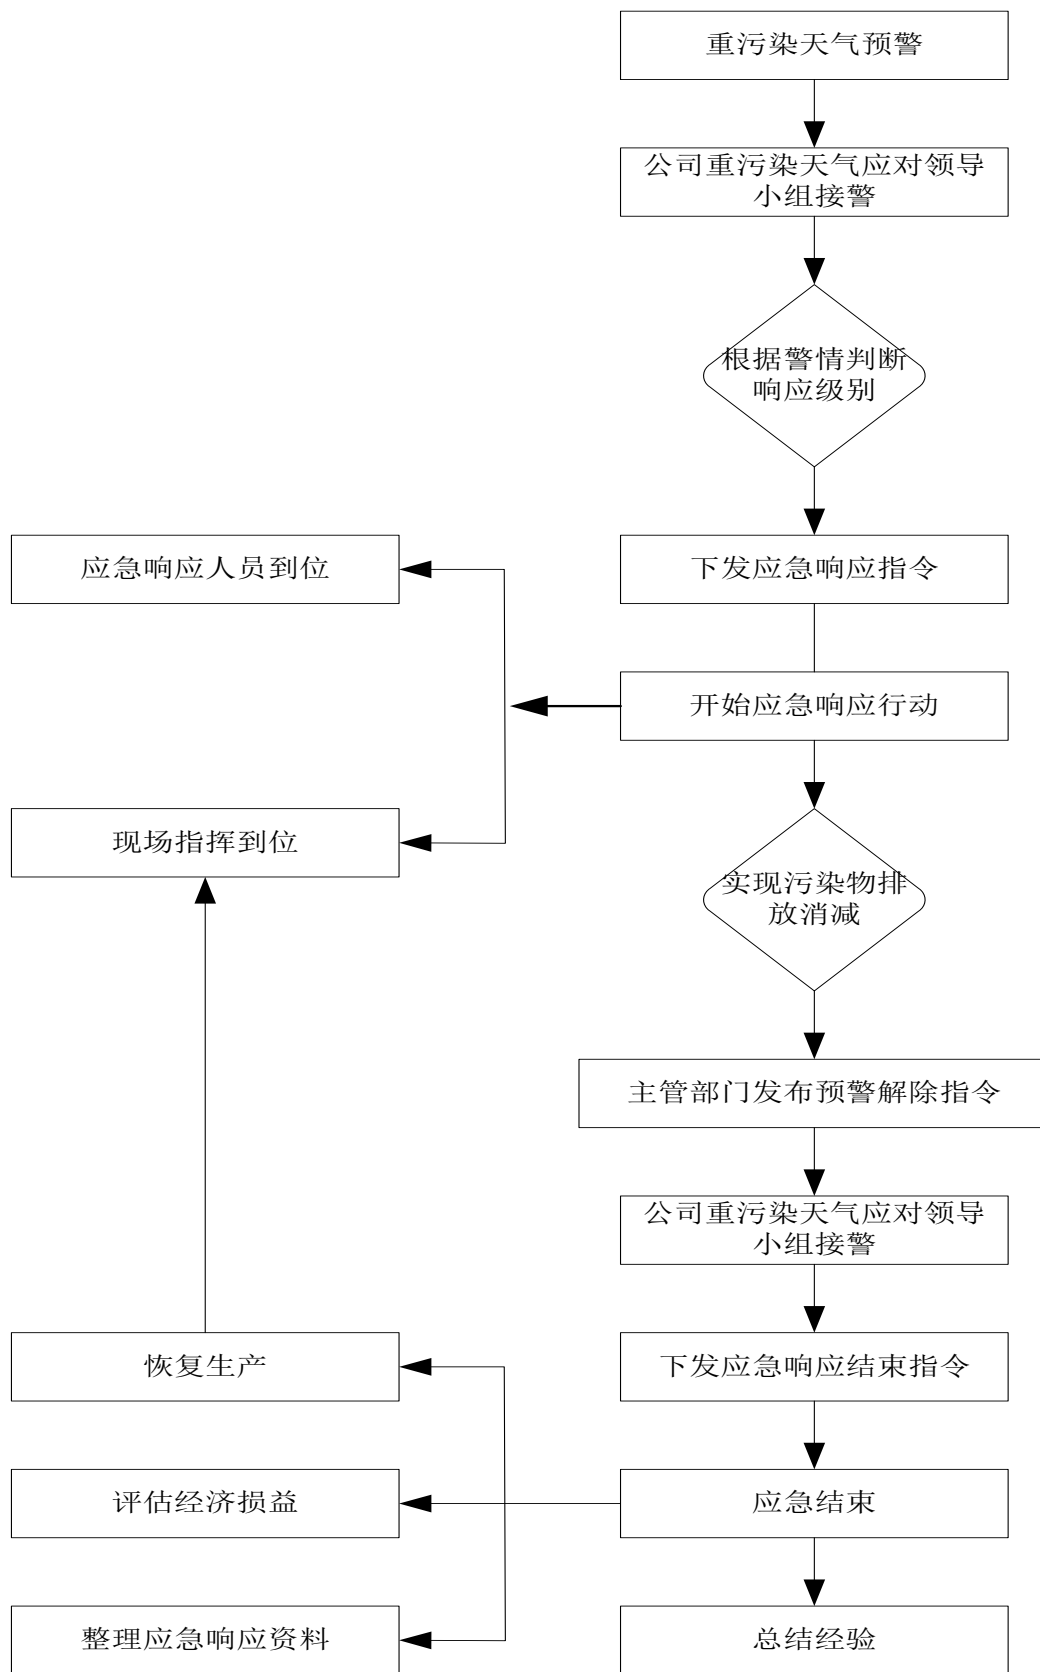 重污染天气预警
公司重污染天气应对领导
小组接警
根据警情判断
响应级别
应急响应人员到位
下发应急响应指令
开始应急响应行动
现场指挥到位
实现污染物排
放消减
主管部门发布预警解除指令
公司重污染天气应对领导
小组接警
恢复生产
下发应急响应结束指令
评估经济损益
应急结束
整理应急响应资料
总结经验